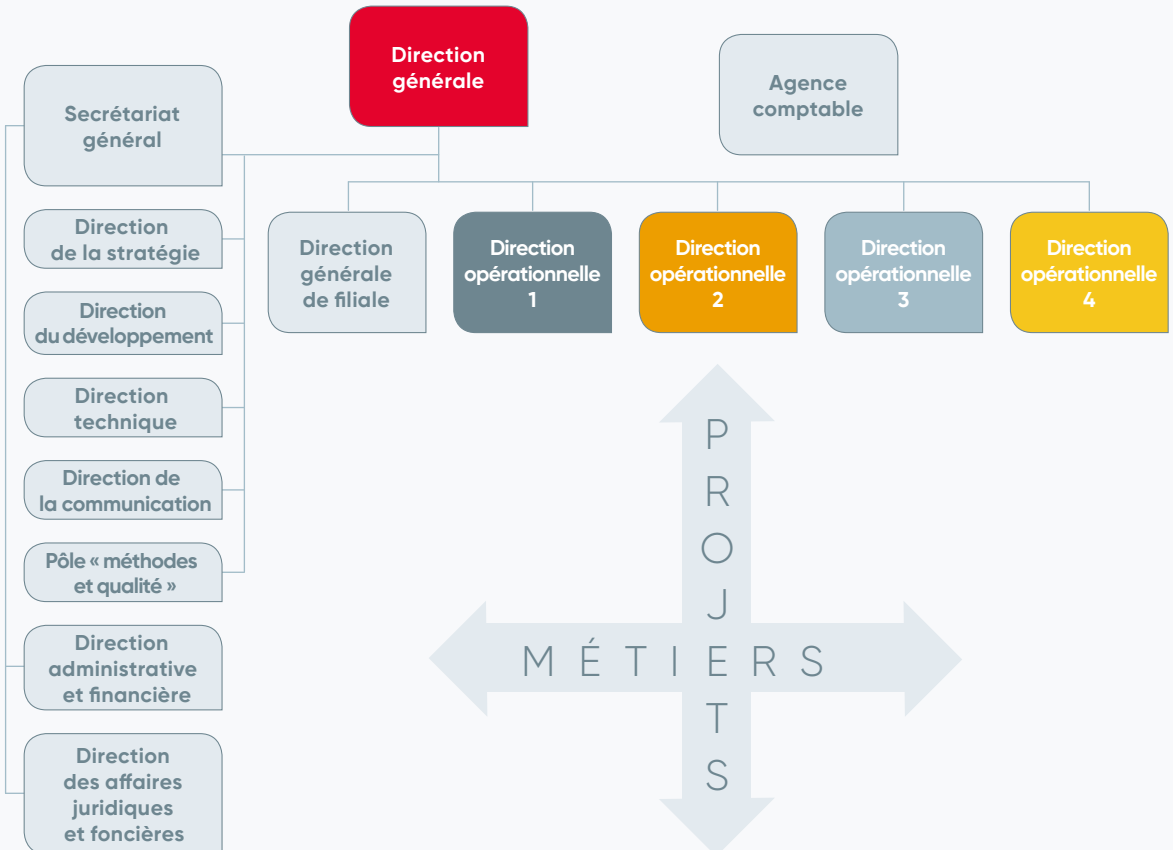 Direction
générale
Agence
comptable
Secrétariat
général
Direction
de la stratégie
Direction
du développement
Direction
technique
Direction de
la communication
Pôle « méthodes
et qualité »
Direction
administrative
et financière
Direction
des affaires
juridiques
et foncières
Direction
générale
de filiale
Direction
opérationnelle
1
Direction
opérationnelle
2
Direction
opérationnelle
3
Direction
opérationnelle
4
PROJETS
MÉTIERS